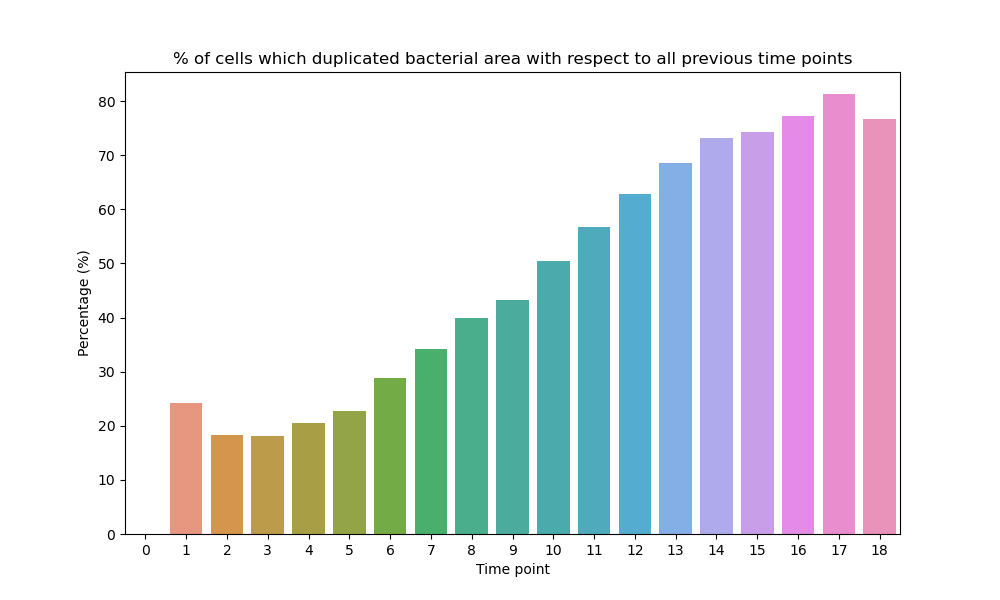 % of cells which duplicated bacterial area with respect to all previous time points
80
70
60
50
40
30
20
10
0
Percentage (%)
0 1 2 3 4 5 6 7 8 9 10 11 12 13 14 15 16 17 18
Time point